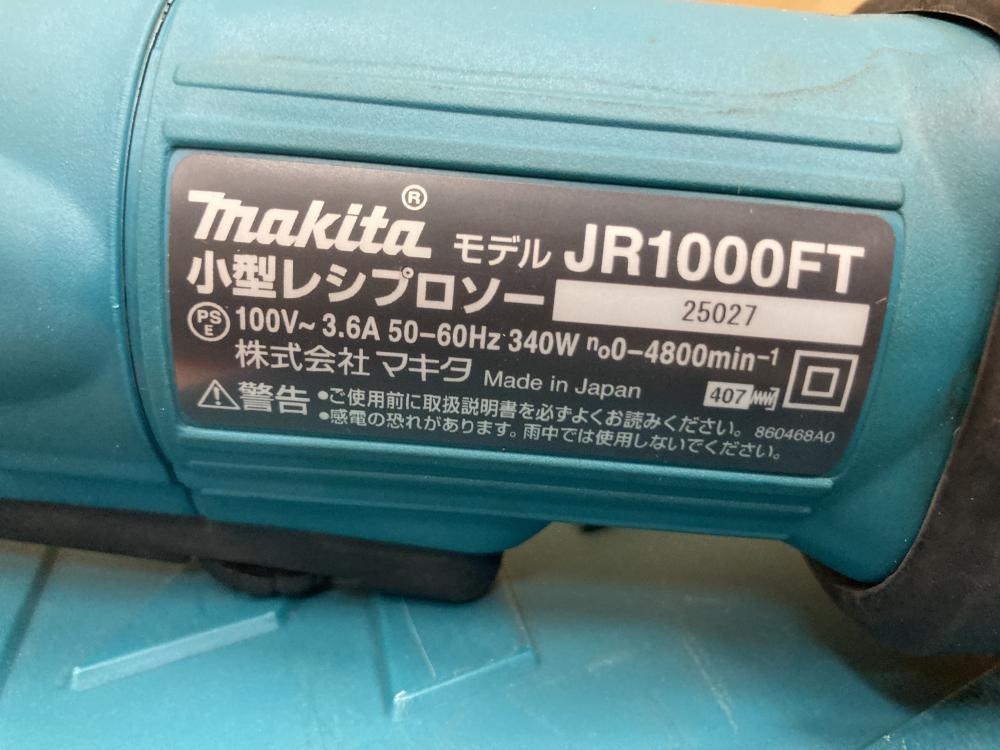 makita® モデル JR1000FT
小型レシプロソー 25027
PS E 100V~ 3.6A 50-60Hz 340W n₀0-4800min⁻¹
株式会社 マキタ Made in Japan 407
警告 •ご使用前に取扱説明書を必ずよくお読みください。
•感電の恐れがあります。雨中では使用しないでください。 860468A0